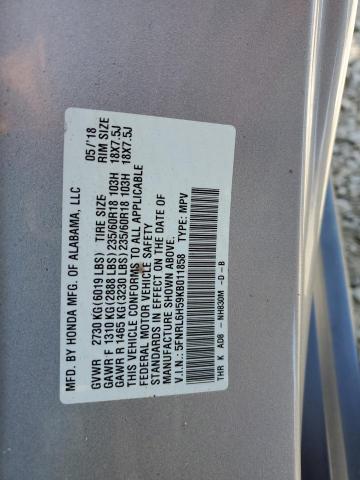 MFD. BY HONDA MFG. OF ALABAMA, LLC 05/'18
GVWR 2730 KG (6019 LBS) TIRE SIZE RIM SIZE
GAWR F 1310 KG (2888 LBS) 235/60R18 103H 18X7.5J
GAWR R 1465 KG (3230 LBS) 235/60R18 103H 18X7.5J
THIS VEHICLE CONFORMS TO ALL APPLICABLE
FEDERAL MOTOR VEHICLE SAFETY
STANDARDS IN EFFECT ON THE DATE OF
MANUFACTURE SHOWN ABOVE.
V.I.N.: 5FNRL6H59KB011858 TYPE: MPV
THR K AD8 - NH830M -D -B